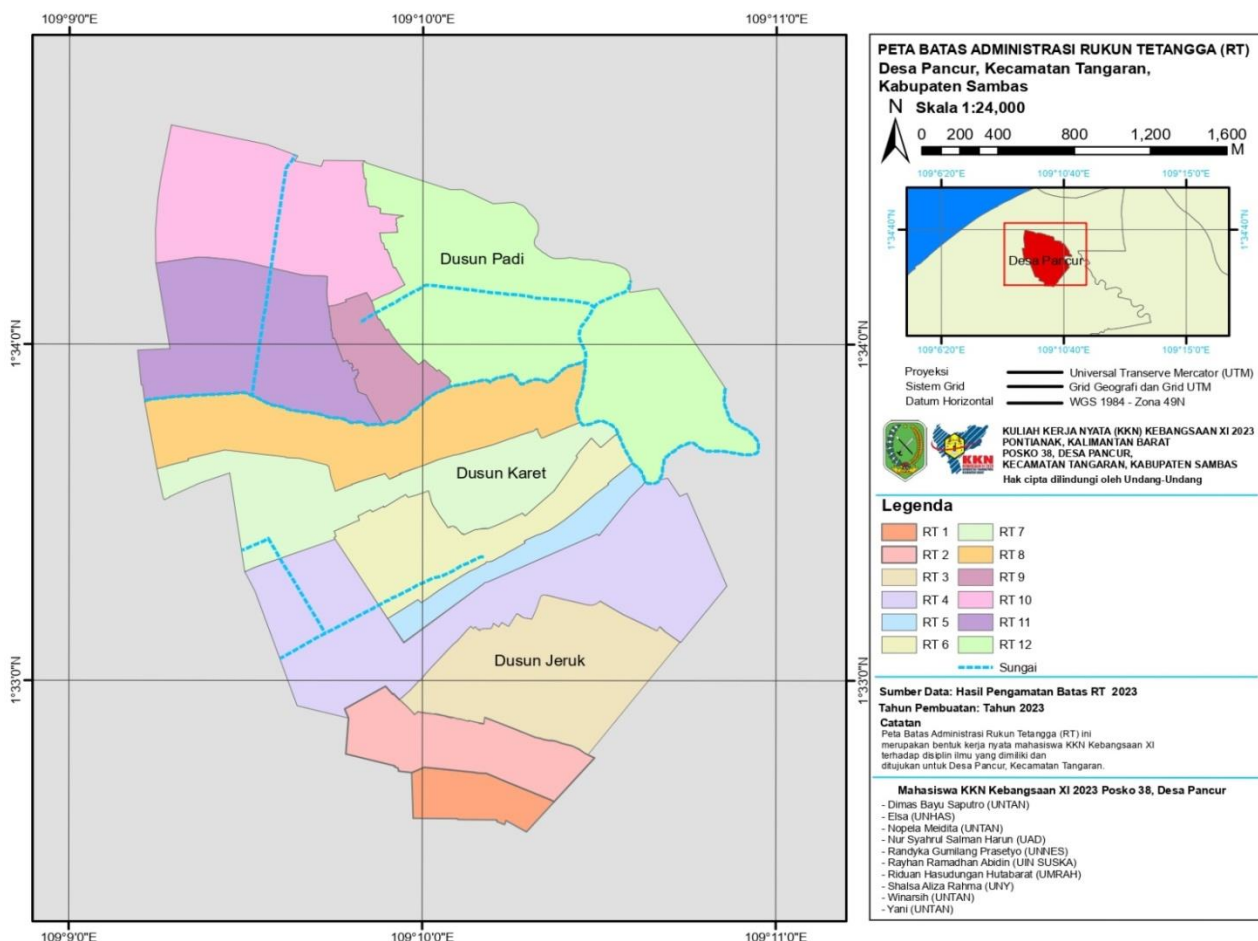 109°9'0"E 109°10'0"E 109°11'0"E
1°34'0"N 1°34'0"N
1°33'0"N 1°33'0"N
Dusun Padi
Dusun Karet
Dusun Jeruk
109°9'0"E 109°10'0"E 109°11'0"E
PETA BATAS ADMINISTRASI RUKUN TETANGGA (RT)
Desa Pancur, Kecamatan Tangaran,
Kabupaten Sambas
N Skala 1:24,000
0 200 400 800 1,200 1,600
M
109°6'20"E 109°10'40"E 109°15'0"E
1°34'40"N 1°34'40"N
Desa Pancur
109°6'20"E 109°10'40"E 109°15'0"E
Proyeksi Universal Transerve Mercator (UTM)
Sistem Grid Grid Geografi dan Grid UTM
Datum Horizontal WGS 1984 - Zona 49N
KKN
KULIAH KERJA NYATA (KKN) KEBANGSAAN XI 2023
PONTIANAK, KALIMANTAN BARAT
POSKO 38, DESA PANCUR,
KECAMATAN TANGARAN, KABUPATEN SAMBAS
Hak cipta dilindungi oleh Undang-Undang
Legenda
RT 1 RT 7
RT 2 RT 8
RT 3 RT 9
RT 4 RT 10
RT 5 RT 11
RT 6 RT 12
Sungai
Sumber Data: Hasil Pengamatan Batas RT 2023
Tahun Pembuatan: Tahun 2023
Catatan
Peta Batas Administrasi Rukun Tetangga (RT) ini
merupakan bentuk kerja nyata mahasiswa KKN Kebangsaan XI
terhadap disiplin ilmu yang dimiliki dan
ditujukan untuk Desa Pancur, Kecamatan Tangaran.
Mahasiswa KKN Kebangsaan XI 2023 Posko 38, Desa Pancur
- Dimas Bayu Saputro (UNTAN)
- Elsa (UNHAS)
- Nopela Meidita (UNTAN)
- Nur Syahrul Salman Harun (UAD)
- Randyka Gumilang Prasetyo (UNNES)
- Rayhan Ramadhan Abidin (UIN SUSKA)
- Riduan Hasudungan Hutabarat (UMRAH)
- Shalsa Aliza Rahma (UNY)
- Winarsih (UNTAN)
- Yani (UNTAN)